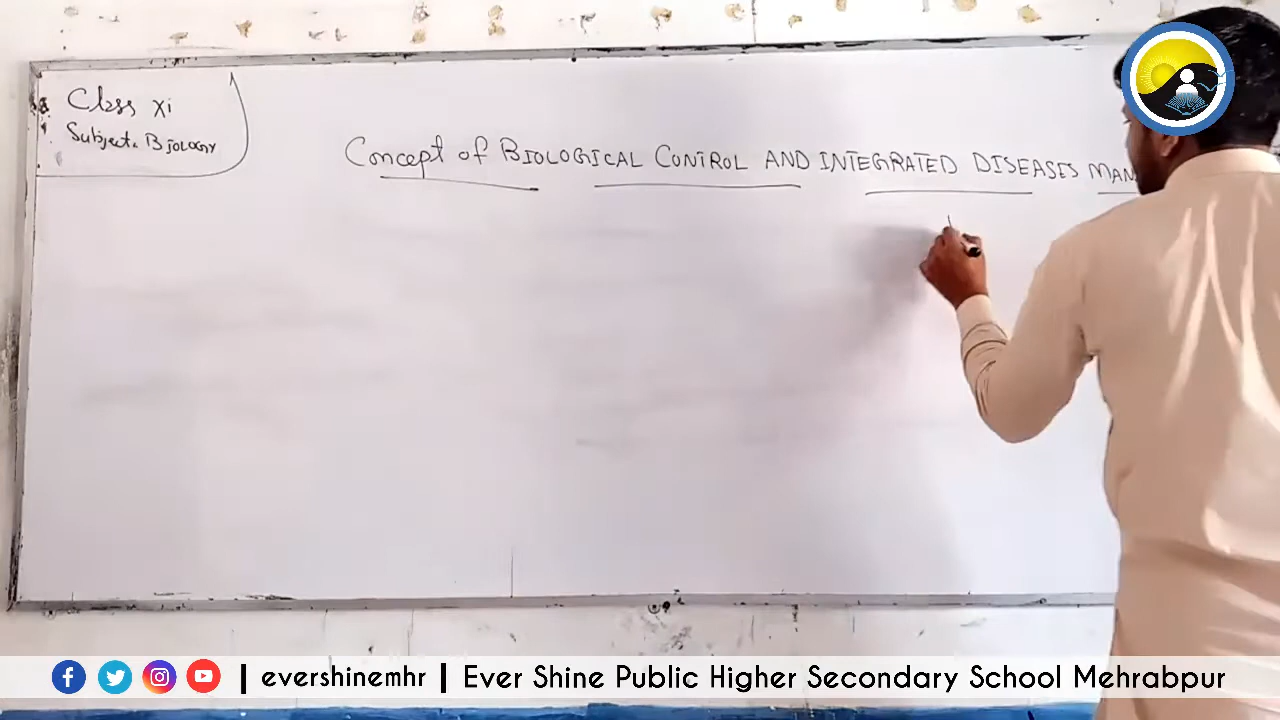 Class xi
Subject: BIOLOGY
Concept of BIOLOGICAL CONTROL AND INTEGRATED DISEASES MAN
| evershinemhr | Ever Shine Public Higher Secondary School Mehrabpur